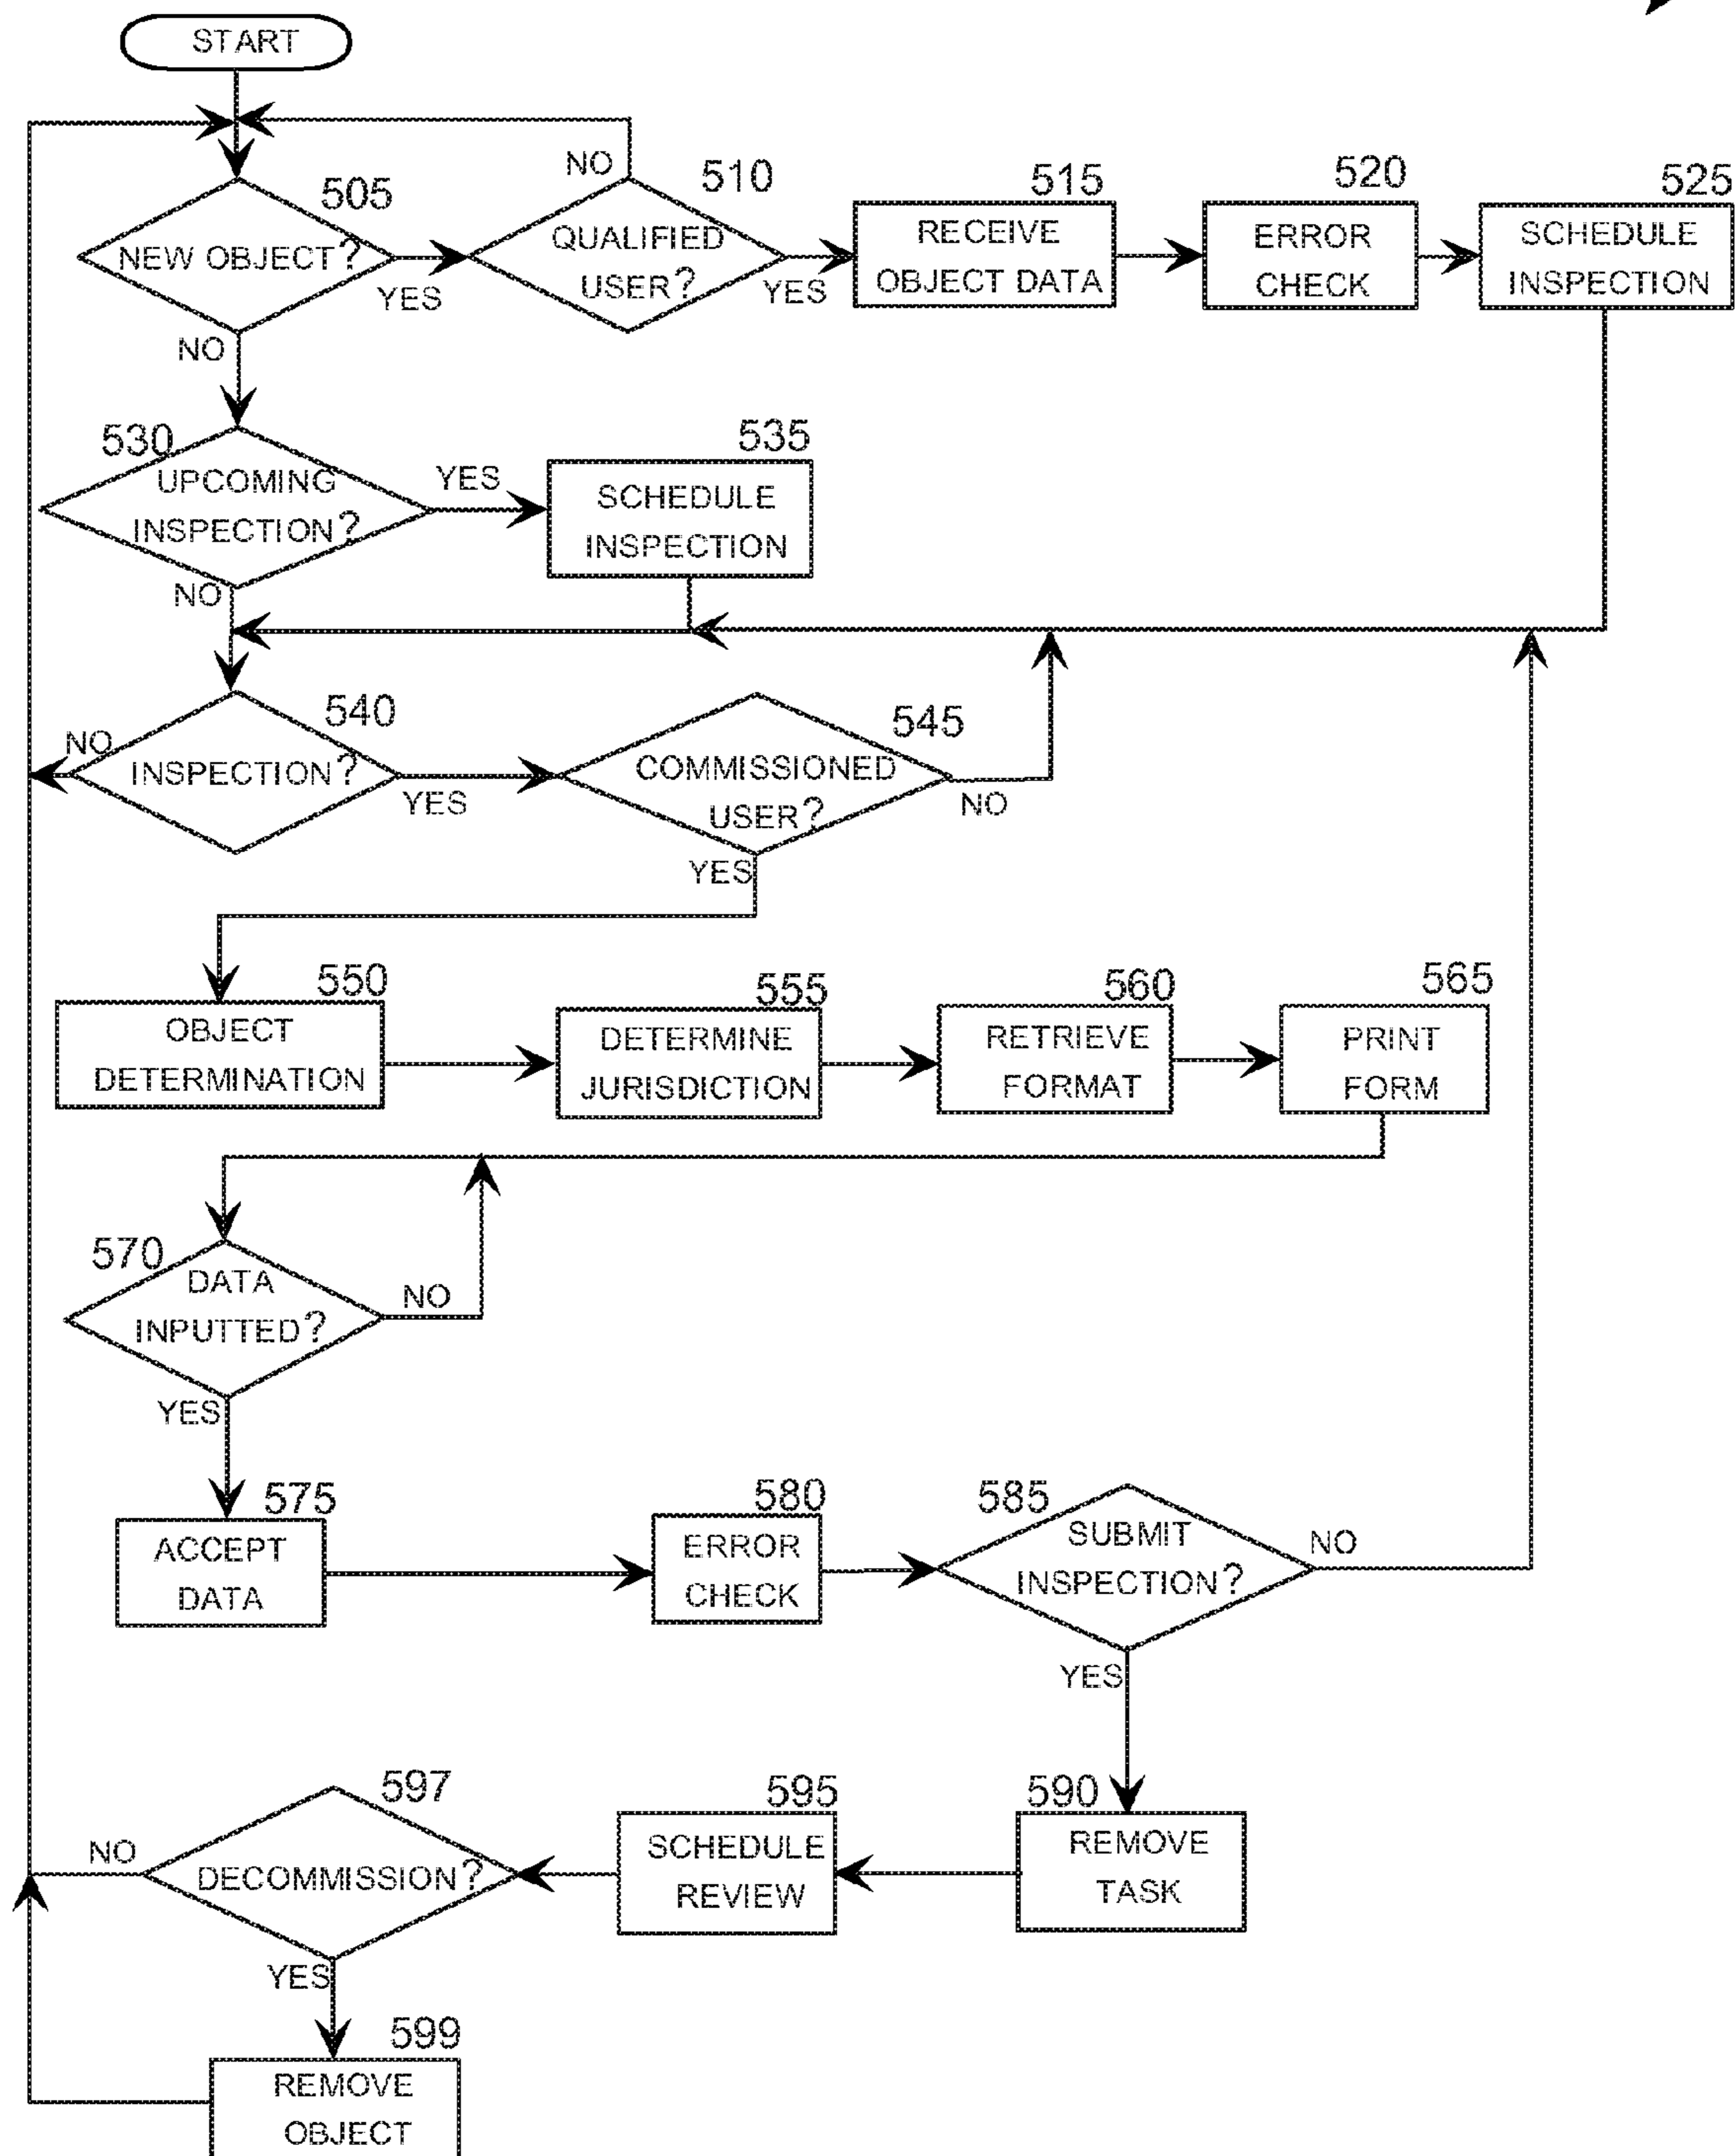 START
NO
505
NEW OBJECT?
YES
NO
510
QUALIFIED
USER?
YES
515
RECEIVE
OBJECT DATA
520
ERROR
CHECK
525
SCHEDULE
INSPECTION
530
UPCOMING
INSPECTION?
YES
NO
535
SCHEDULE
INSPECTION
540
NO
INSPECTION?
YES
545
COMMISSIONED
USER?
NO
YES
550
OBJECT
DETERMINATION
555
DETERMINE
JURISDICTION
560
RETRIEVE
FORMAT
565
PRINT
FORM
570
DATA
INPUTTED?
NO
YES
575
ACCEPT
DATA
580
ERROR
CHECK
585
SUBMIT
INSPECTION?
NO
YES
590
REMOVE
TASK
595
SCHEDULE
REVIEW
597
DECOMMISSION?
NO
YES
599
REMOVE
OBJECT